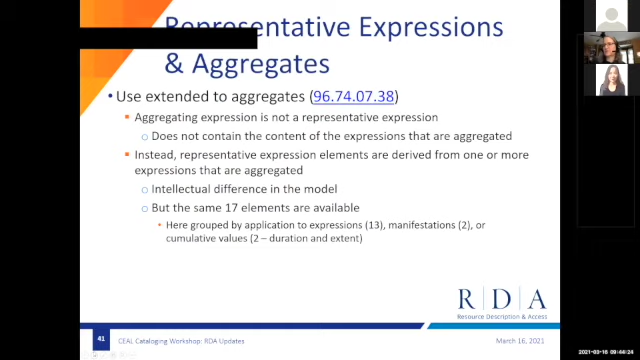 Representative Expressions
& Aggregates
• Use extended to aggregates (96.74.07.38)
▪ Aggregating expression is not a representative expression
o Does not contain the content of the expressions that are aggregated
▪ Instead, representative expression elements are derived from one or more
expressions that are aggregated
o Intellectual difference in the model
o But the same 17 elements are available
• Here grouped by application to expressions (13), manifestations (2), or
cumulative values (2 – duration and extent)
R D A
Resource Description & Access
41 CEAL Cataloging Workshop: RDA Updates March 16, 2021
2021-03-16 09:44:24